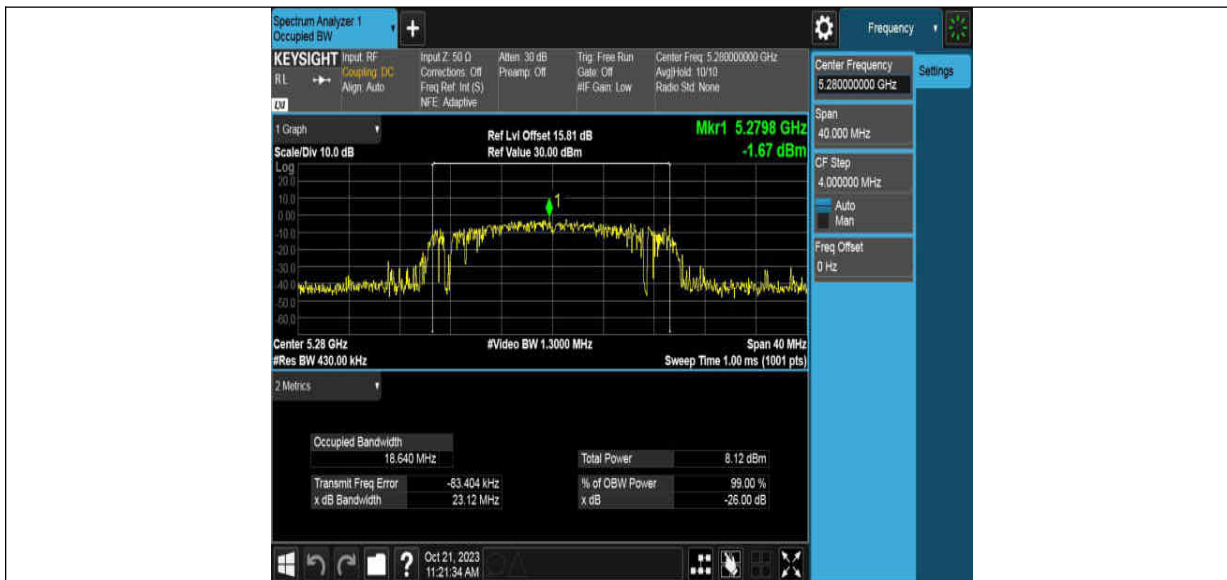 Spectrum Analyzer 1
Occupied BW
+
Frequency
KEYSIGHT
RL
LXI
Input: RF
Coupling: DC
Align: Auto
Input Z: 50 Ω
Corrections: Off
Freq Ref: Int (S)
NFE: Adaptive
Atten: 30 dB
Preamp: Off
Trig: Free Run
Gate: Off
#IF Gain: Low
Center Freq: 5.280000000 GHz
Avg|Hold: 10/10
Radio Std: None
Center Frequency
5.280000000 GHz
Settings
Span
40.000 MHz
CF Step
4.000000 MHz
Auto
Man
Freq Offset
0 Hz
1 Graph
Scale/Div 10.0 dB
Ref Lvl Offset 15.81 dB
Ref Value 30.00 dBm
Mkr1 5.2798 GHz
-1.67 dBm
Log
20.0
10.0
0.00
-10.0
-20.0
-30.0
-40.0
-50.0
-60.0
1
Center 5.28 GHz
#Res BW 430.00 kHz
#Video BW 1.3000 MHz
Span 40 MHz
Sweep Time 1.00 ms (1001 pts)
2 Metrics
Occupied Bandwidth
18.640 MHz
Total Power 8.12 dBm
Transmit Freq Error -83.404 kHz
% of OBW Power 99.00 %
x dB Bandwidth 23.12 MHz
x dB -26.00 dB
?
Oct 21, 2023
11:21:34 AM